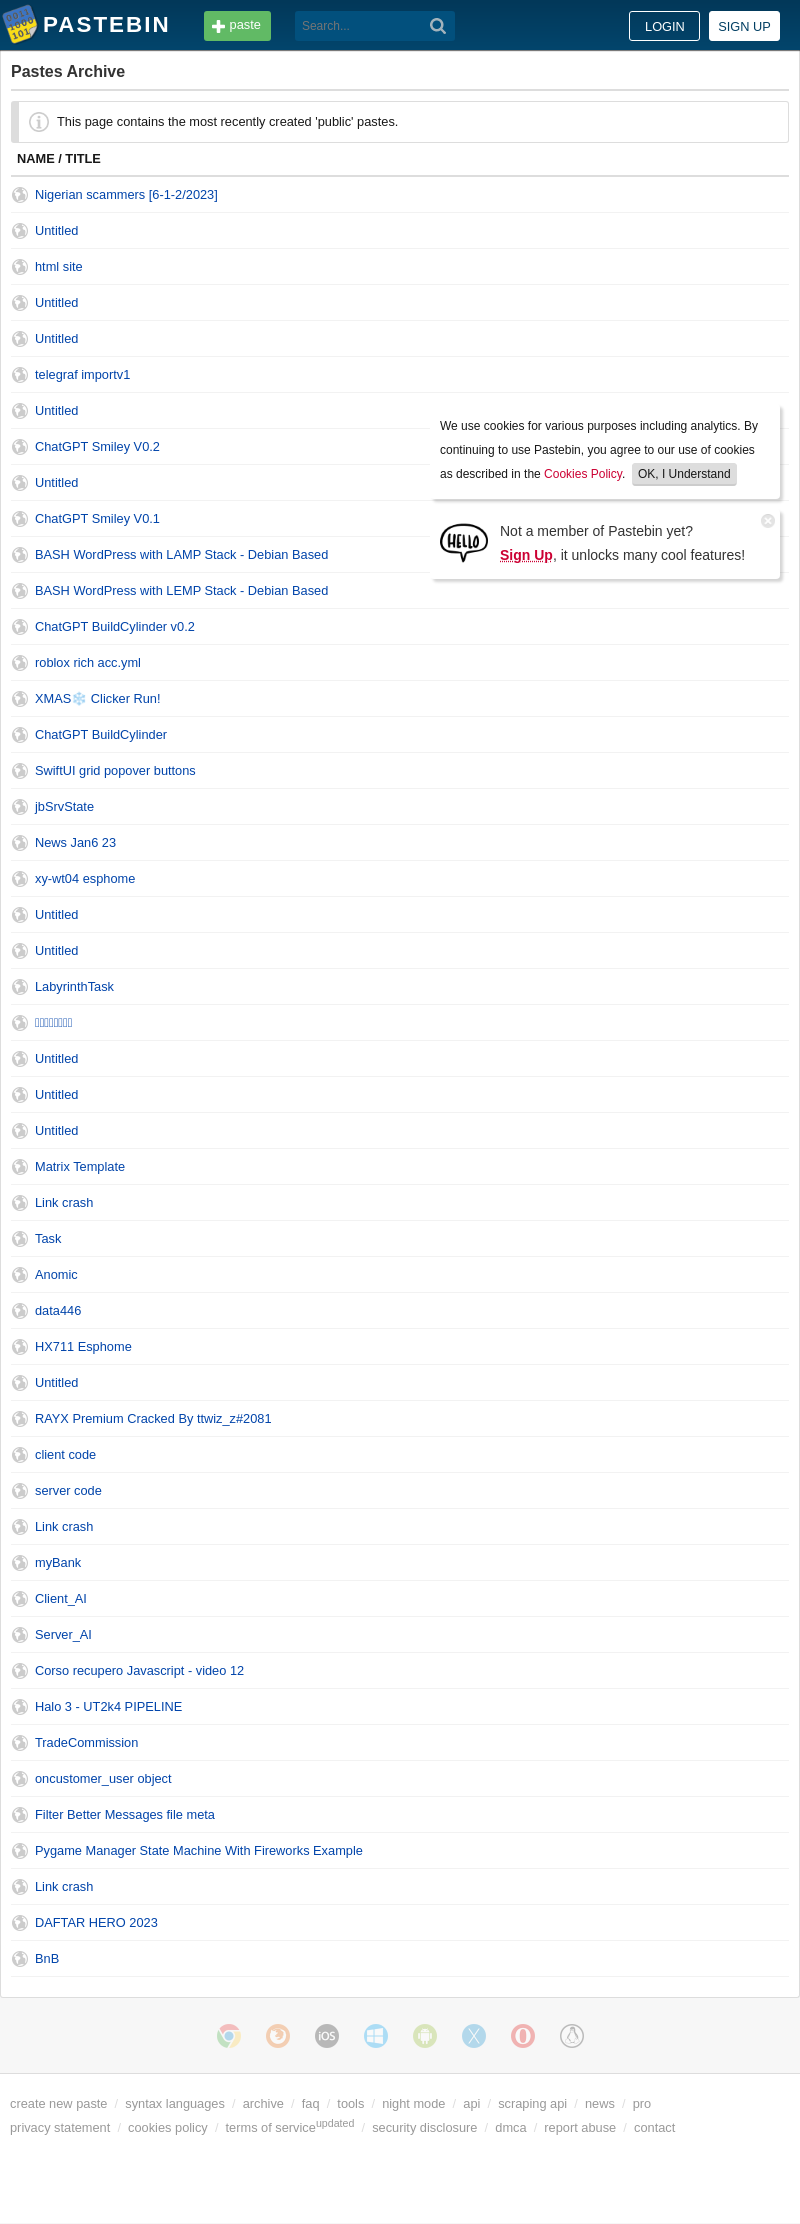 PASTEBIN
paste
Search...
LOGIN
SIGN UP
Pastes Archive
This page contains the most recently created 'public' pastes.
NAME / TITLE
Nigerian scammers [6-1-2/2023]
Untitled
html site
Untitled
Untitled
telegraf importv1
Untitled
ChatGPT Smiley V0.2
Untitled
ChatGPT Smiley V0.1
BASH WordPress with LAMP Stack - Debian Based
BASH WordPress with LEMP Stack - Debian Based
We use cookies for various purposes including analytics. By
continuing to use Pastebin, you agree to our use of cookies
as described in the Cookies Policy. OK, I Understand
HELLO
Not a member of Pastebin yet?
Sign Up, it unlocks many cool features!
ChatGPT BuildCylinder v0.2
roblox rich acc.yml
XMAS❄️ Clicker Run!
ChatGPT BuildCylinder
SwiftUI grid popover buttons
jbSrvState
News Jan6 23
xy-wt04 esphome
Untitled
Untitled
LabyrinthTask
Untitled
Untitled
Untitled
Matrix Template
Link crash
Task
Anomic
data446
HX711 Esphome
Untitled
RAYX Premium Cracked By ttwiz_z#2081
client code
server code
Link crash
myBank
Client_AI
Server_AI
Corso recupero Javascript - video 12
Halo 3 - UT2k4 PIPELINE
TradeCommission
oncustomer_user object
Filter Better Messages file meta
Pygame Manager State Machine With Fireworks Example
Link crash
DAFTAR HERO 2023
BnB
iOS
create new paste / syntax languages / archive / faq / tools / night mode / api / scraping api / news / pro
privacy statement / cookies policy / terms of serviceupdated / security disclosure / dmca / report abuse / contact